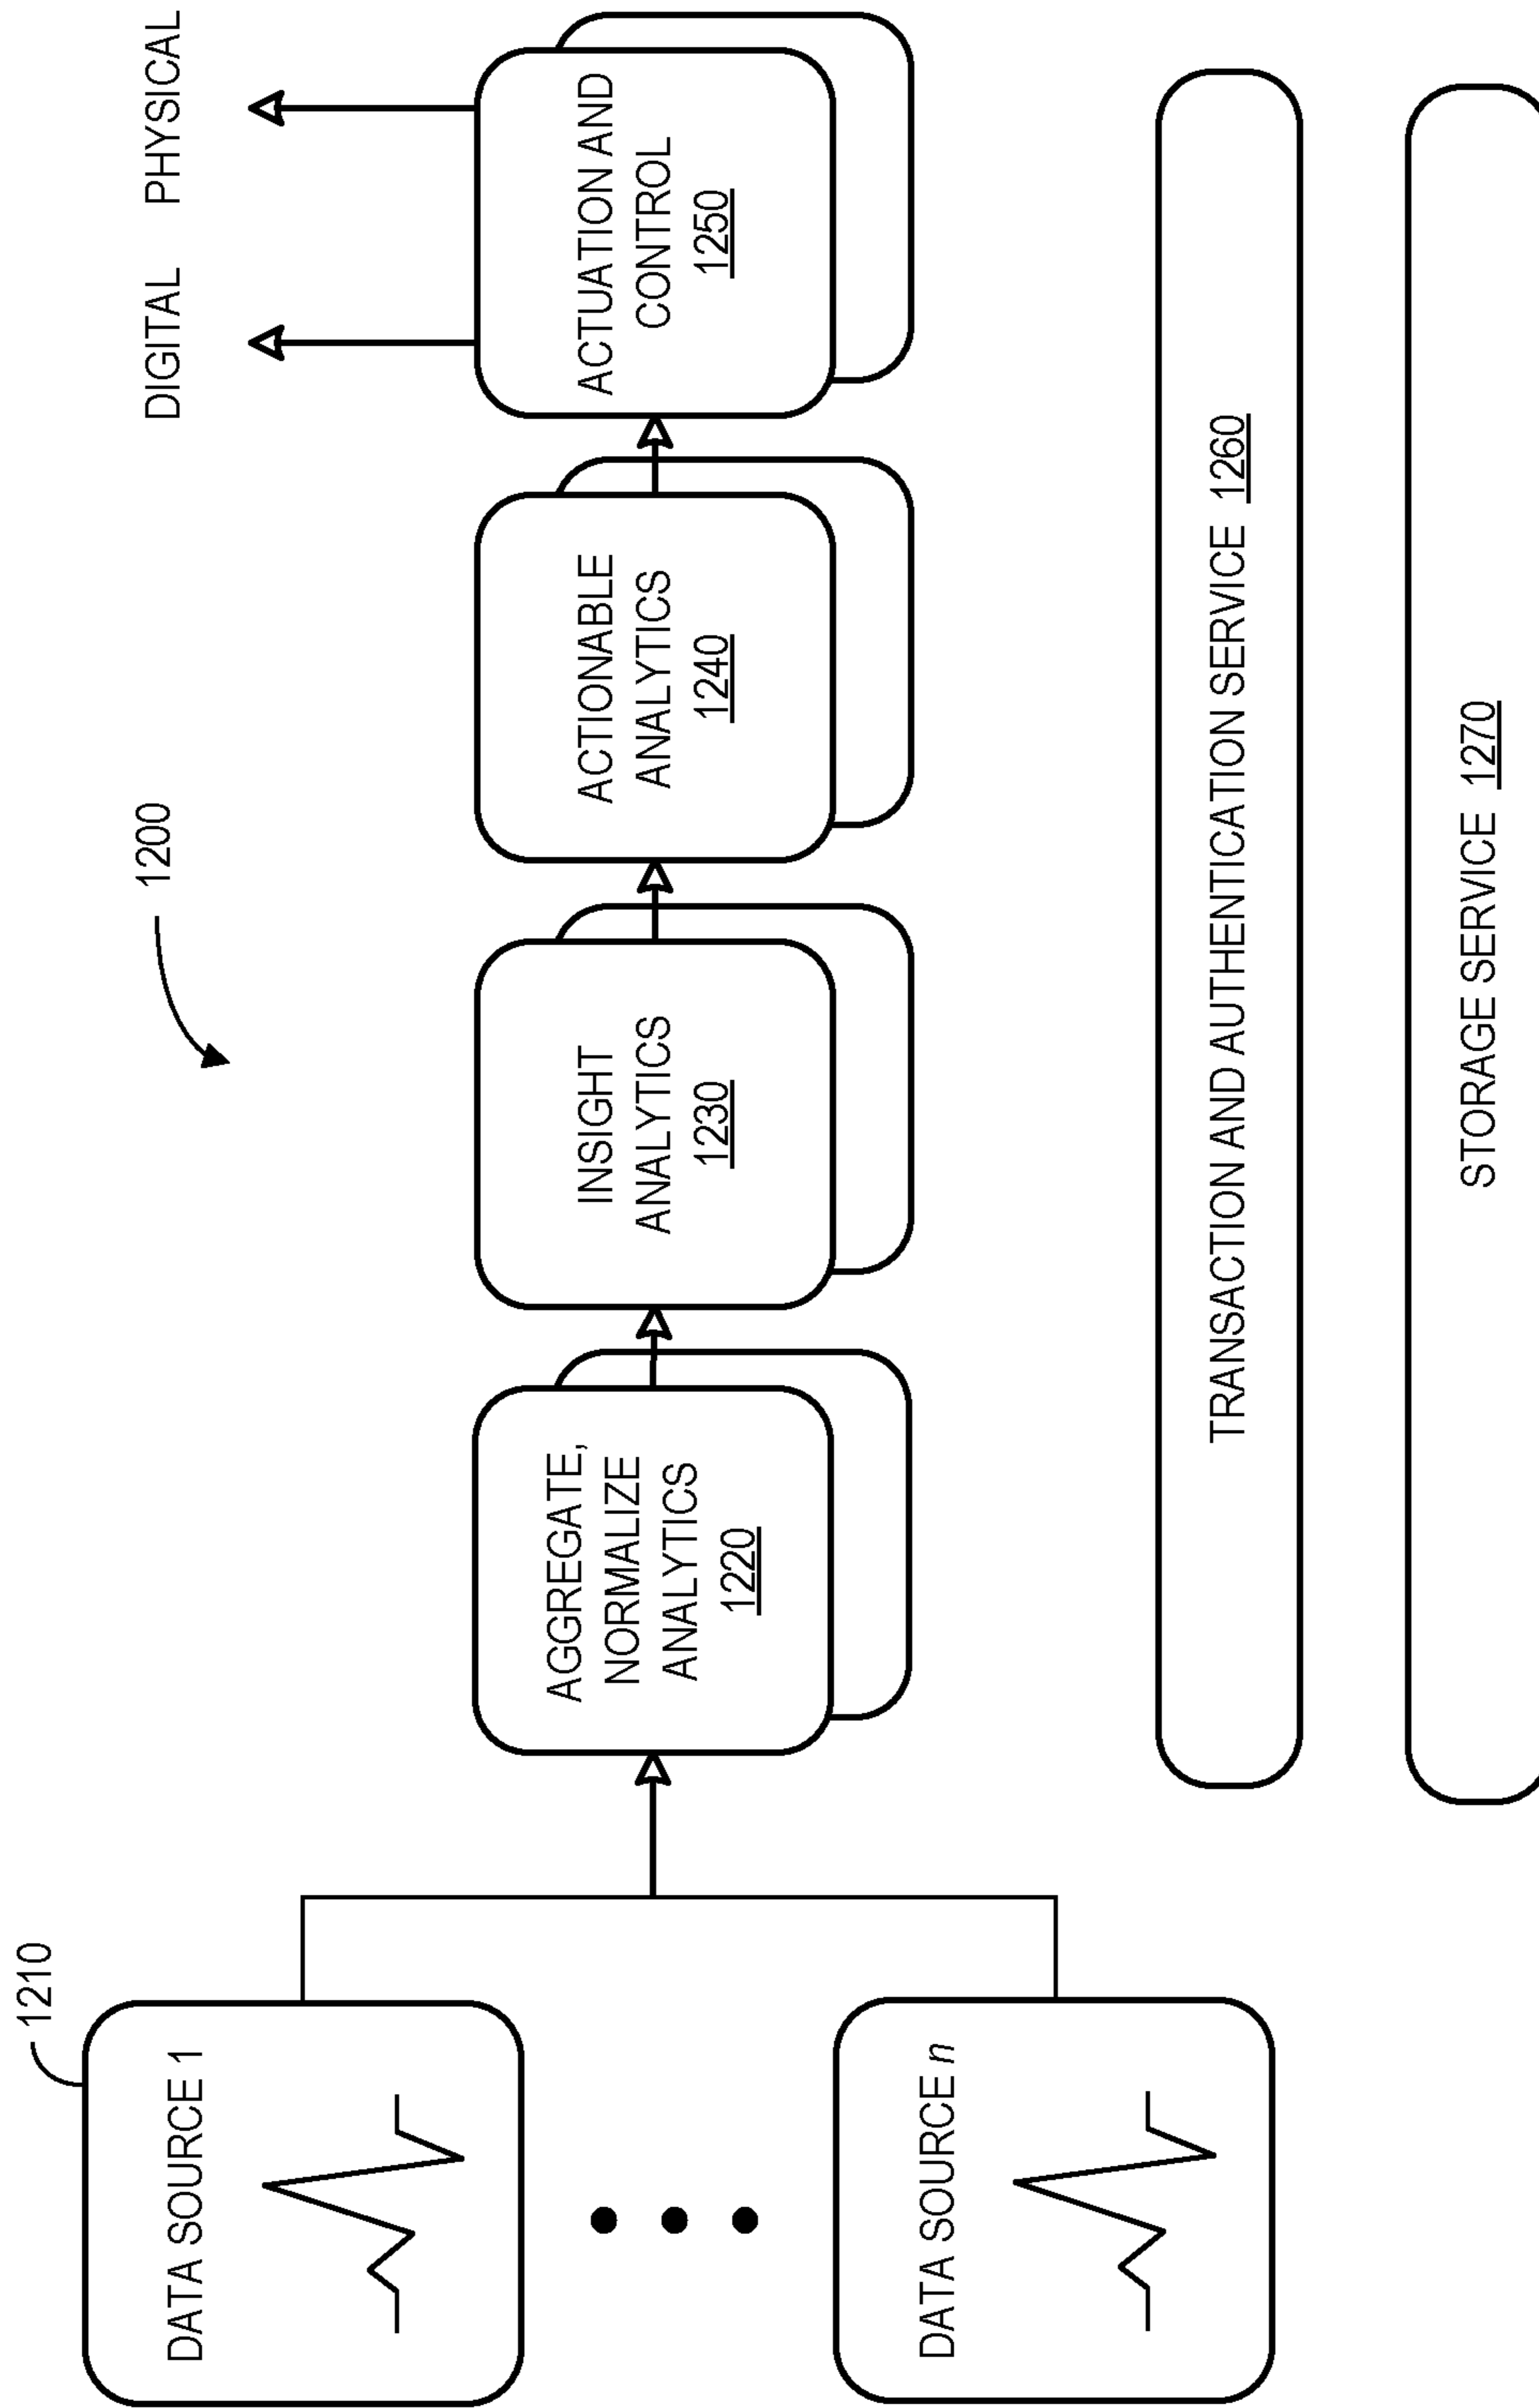 1200
DIGITAL
PHYSICAL
1210
DATA SOURCE 1
DATA SOURCE n
AGGREGATE,
NORMALIZE
ANALYTICS
1220
INSIGHT
ANALYTICS
1230
ACTIONABLE
ANALYTICS
1240
ACTUATION AND
CONTROL
1250
TRANSACTION AND AUTHENTICATION SERVICE 1260
STORAGE SERVICE 1270